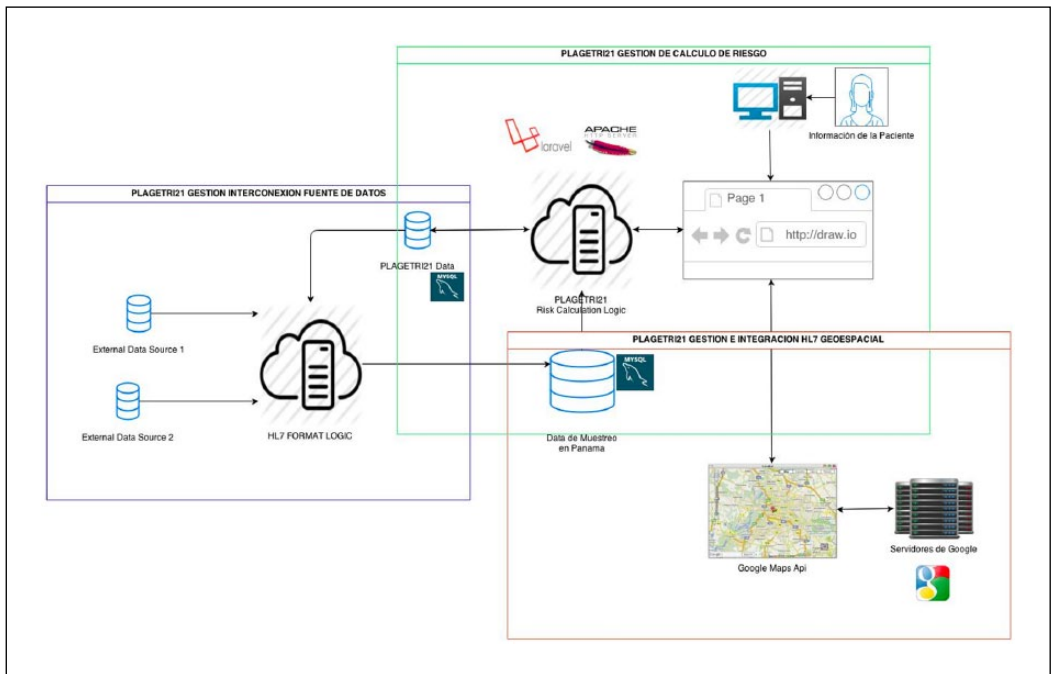 PLAGETRI21 GESTION DE CALCULO DE RIESGO
Información de la Paciente
laravel
APACHE
HTTP SERVER
PLAGETRI21 GESTION INTERCONEXION FUENTE DE DATOS
Page 1
http://draw.io
PLAGETRI21 Data
MYSQL
PLAGETRI21
Risk Calculation Logic
External Data Source 1
External Data Source 2
HL7 FORMAT LOGIC
PLAGETRI21 GESTION E INTEGRACION HL7 GEOESPACIAL
MYSQL
Data de Muestreo
en Panama
Google Maps Api
Servidores de Google
g